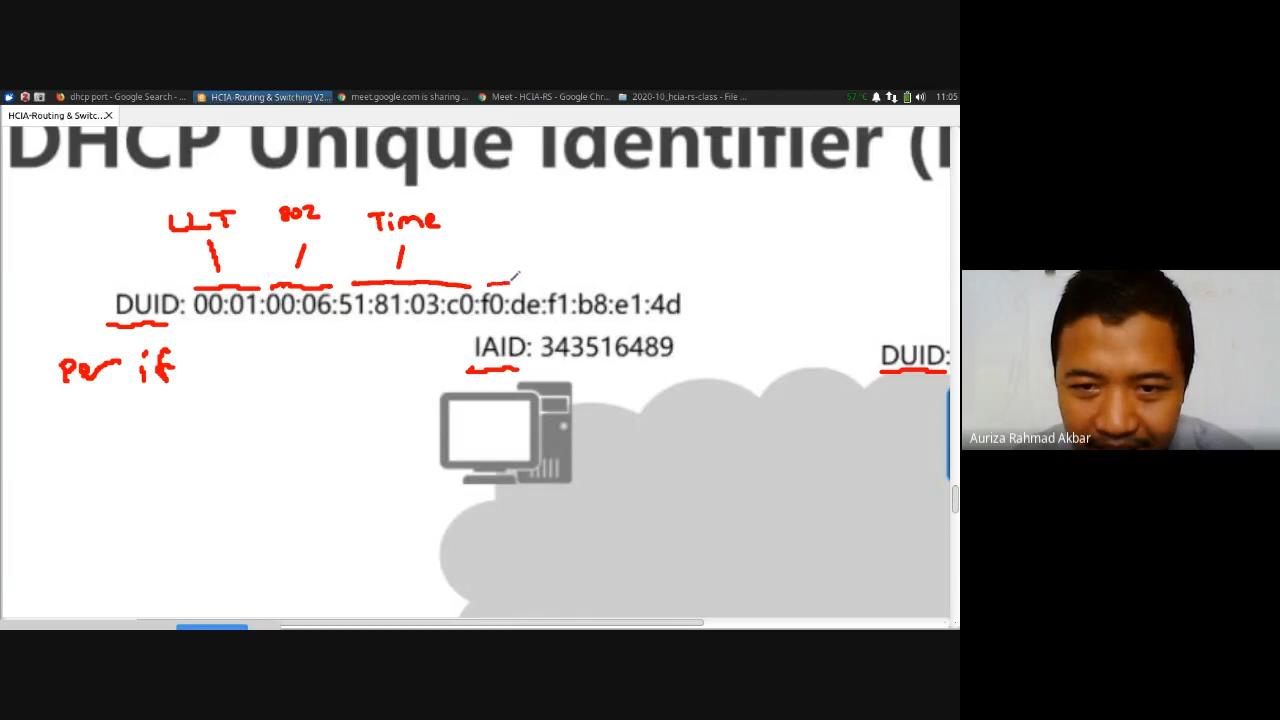 dhcp port - Google Search - ...
HCIA-Routing & Switching V2...
meet.google.com is sharing ...
Meet - HCIA-RS - Google Chr...
2020-10_hcia-rs-class - File ...
57°C
11:05
HCIA-Routing & Switc...
DHCP Unique Identifier (
LLT
802
Time
DUID: 00:01:00:06:51:81:03:c0:f0:de:f1:b8:e1:4d
IAID: 343516489
DUID:
Per if
Auriza Rahmad Akbar